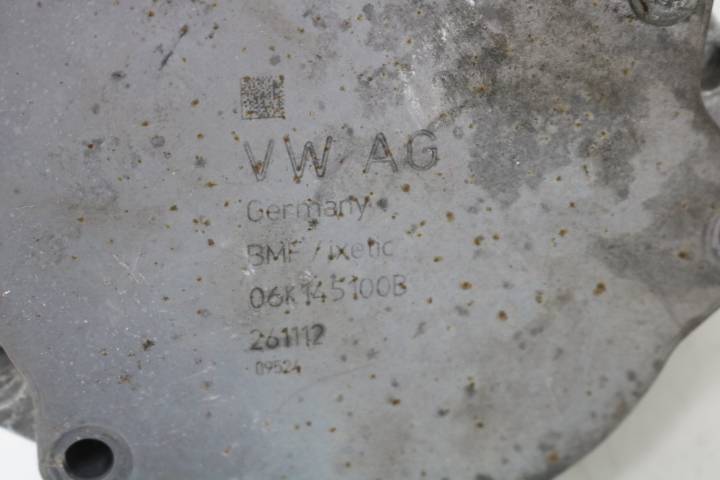 VW AG
Germany
BMF / ixetic
06K145100B
261112
09524